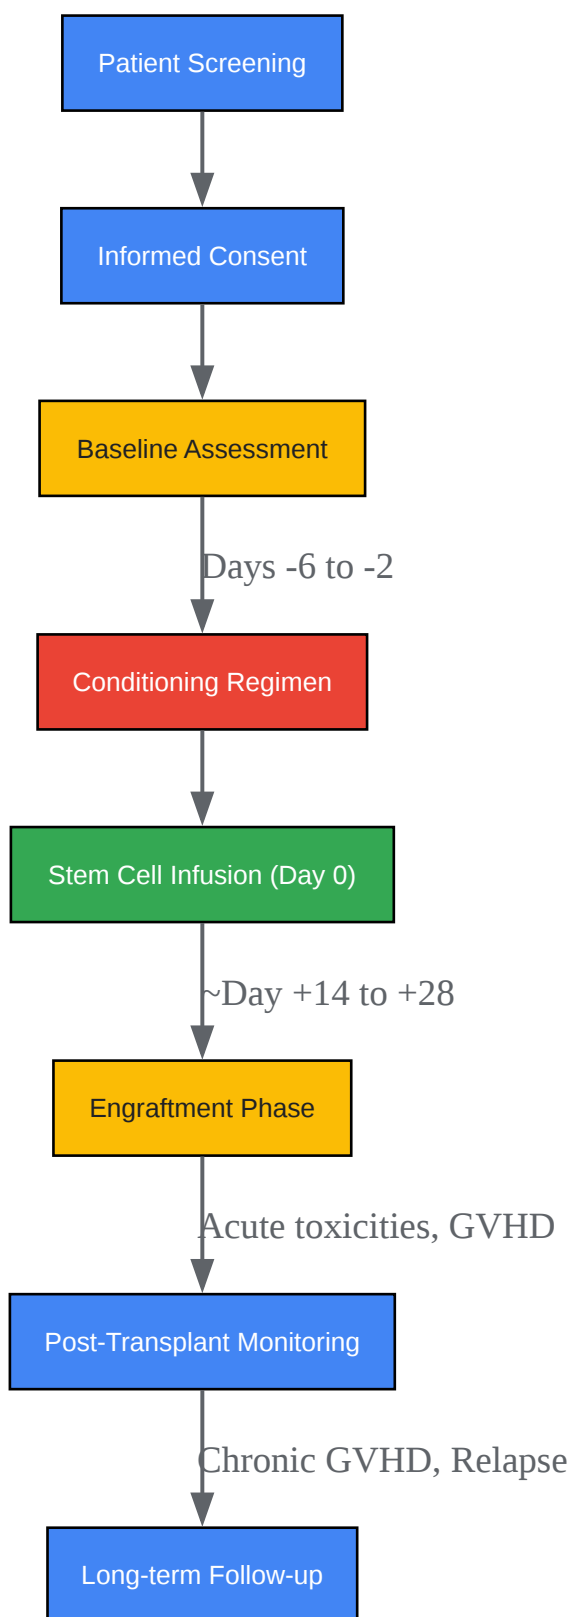 Patient Screening
Informed Consent
Baseline Assessment
Days -6 to -2
Conditioning Regimen
Stem Cell Infusion (Day 0)
~Day +14 to +28
Engraftment Phase
Acute toxicities, GVHD
Post-Transplant Monitoring
Chronic GVHD, Relapse
Long-term Follow-up